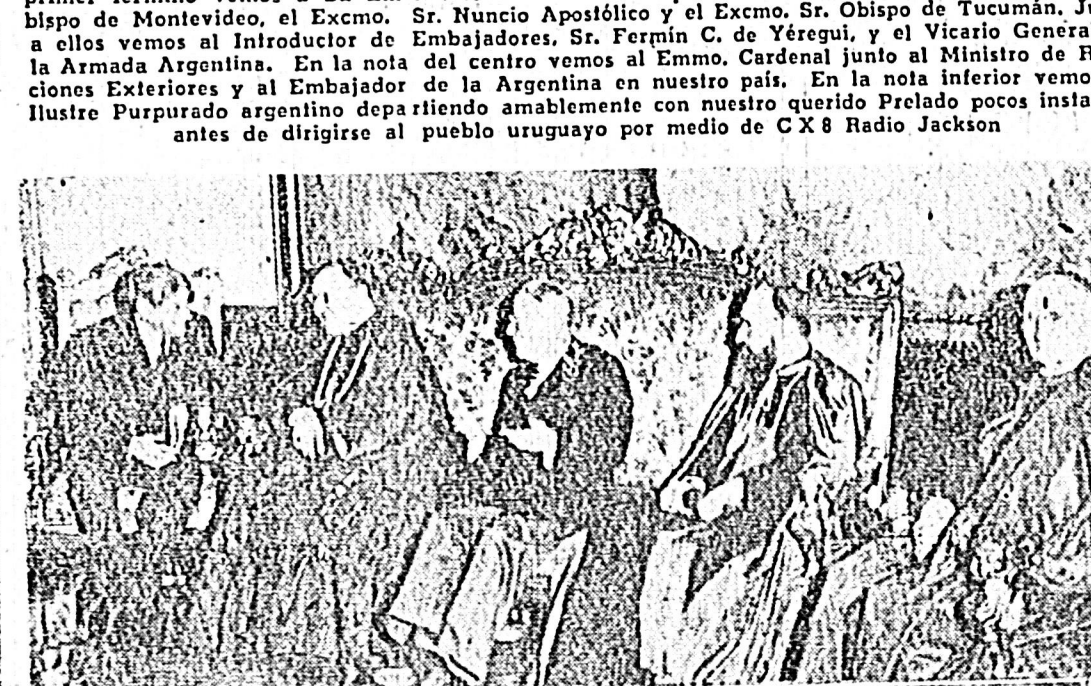 bispo de Montevideo, el Excmo. Sr. Nuncio Apostólico y el Excmo. Sr. Obispo de Tucumán.
a ellos vemos al Introductor de Embajadores, Sr. Fermín C. de Yéregui, y el Vicario Genera
la Armada Argentina. En la nota del centro vemos al Emmo. Cardenal junto al Ministro de R
ciones Exteriores y al Embajador de la Argentina en nuestro país. En la nota inferior vemo
Ilustre Purpurado argentino departiendo amablemente con nuestro querido Prelado pocos insta
antes de dirigirse al pueblo uruguayo por medio de C X 8 Radio Jackson